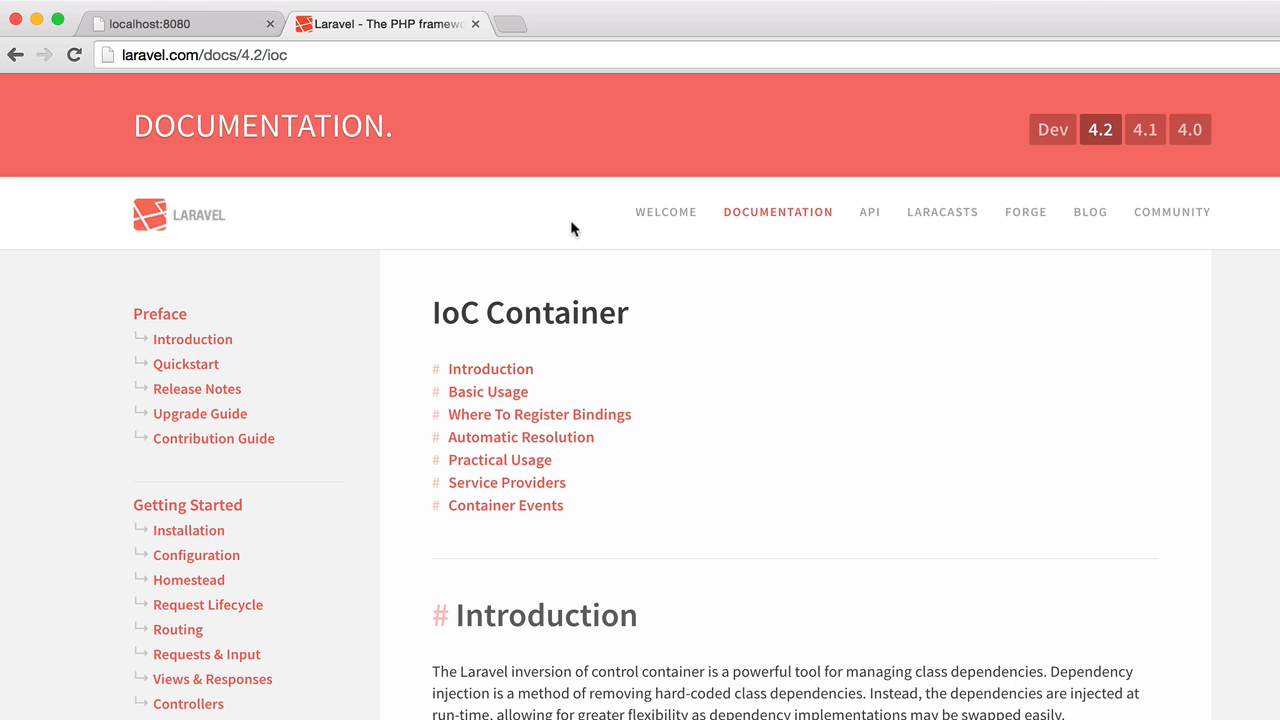 localhost:8080
Laravel - The PHP framewo
laravel.com/docs/4.2/ioc
DOCUMENTATION.
Dev 4.2 4.1 4.0
LARAVEL
WELCOME DOCUMENTATION API LARACASTS FORGE BLOG COMMUNITY
Preface
Introduction
Quickstart
Release Notes
Upgrade Guide
Contribution Guide
Getting Started
Installation
Configuration
Homestead
Request Lifecycle
Routing
Requests & Input
Views & Responses
Controllers
IoC Container
# Introduction
# Basic Usage
# Where To Register Bindings
# Automatic Resolution
# Practical Usage
# Service Providers
# Container Events
# Introduction
The Laravel inversion of control container is a powerful tool for managing class dependencies. Dependency
injection is a method of removing hard-coded class dependencies. Instead, the dependencies are injected at
run-time, allowing for greater flexibility as dependency implementations may be swapped easily.